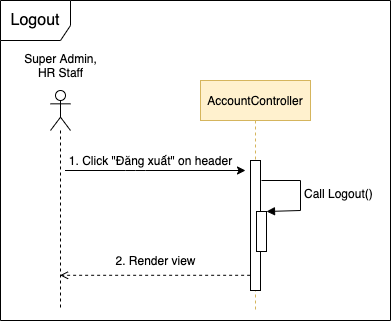 Logout
Super Admin,
HR Staff
AccountController
1. Click "Đăng xuất" on header
Call Logout()
2. Render view